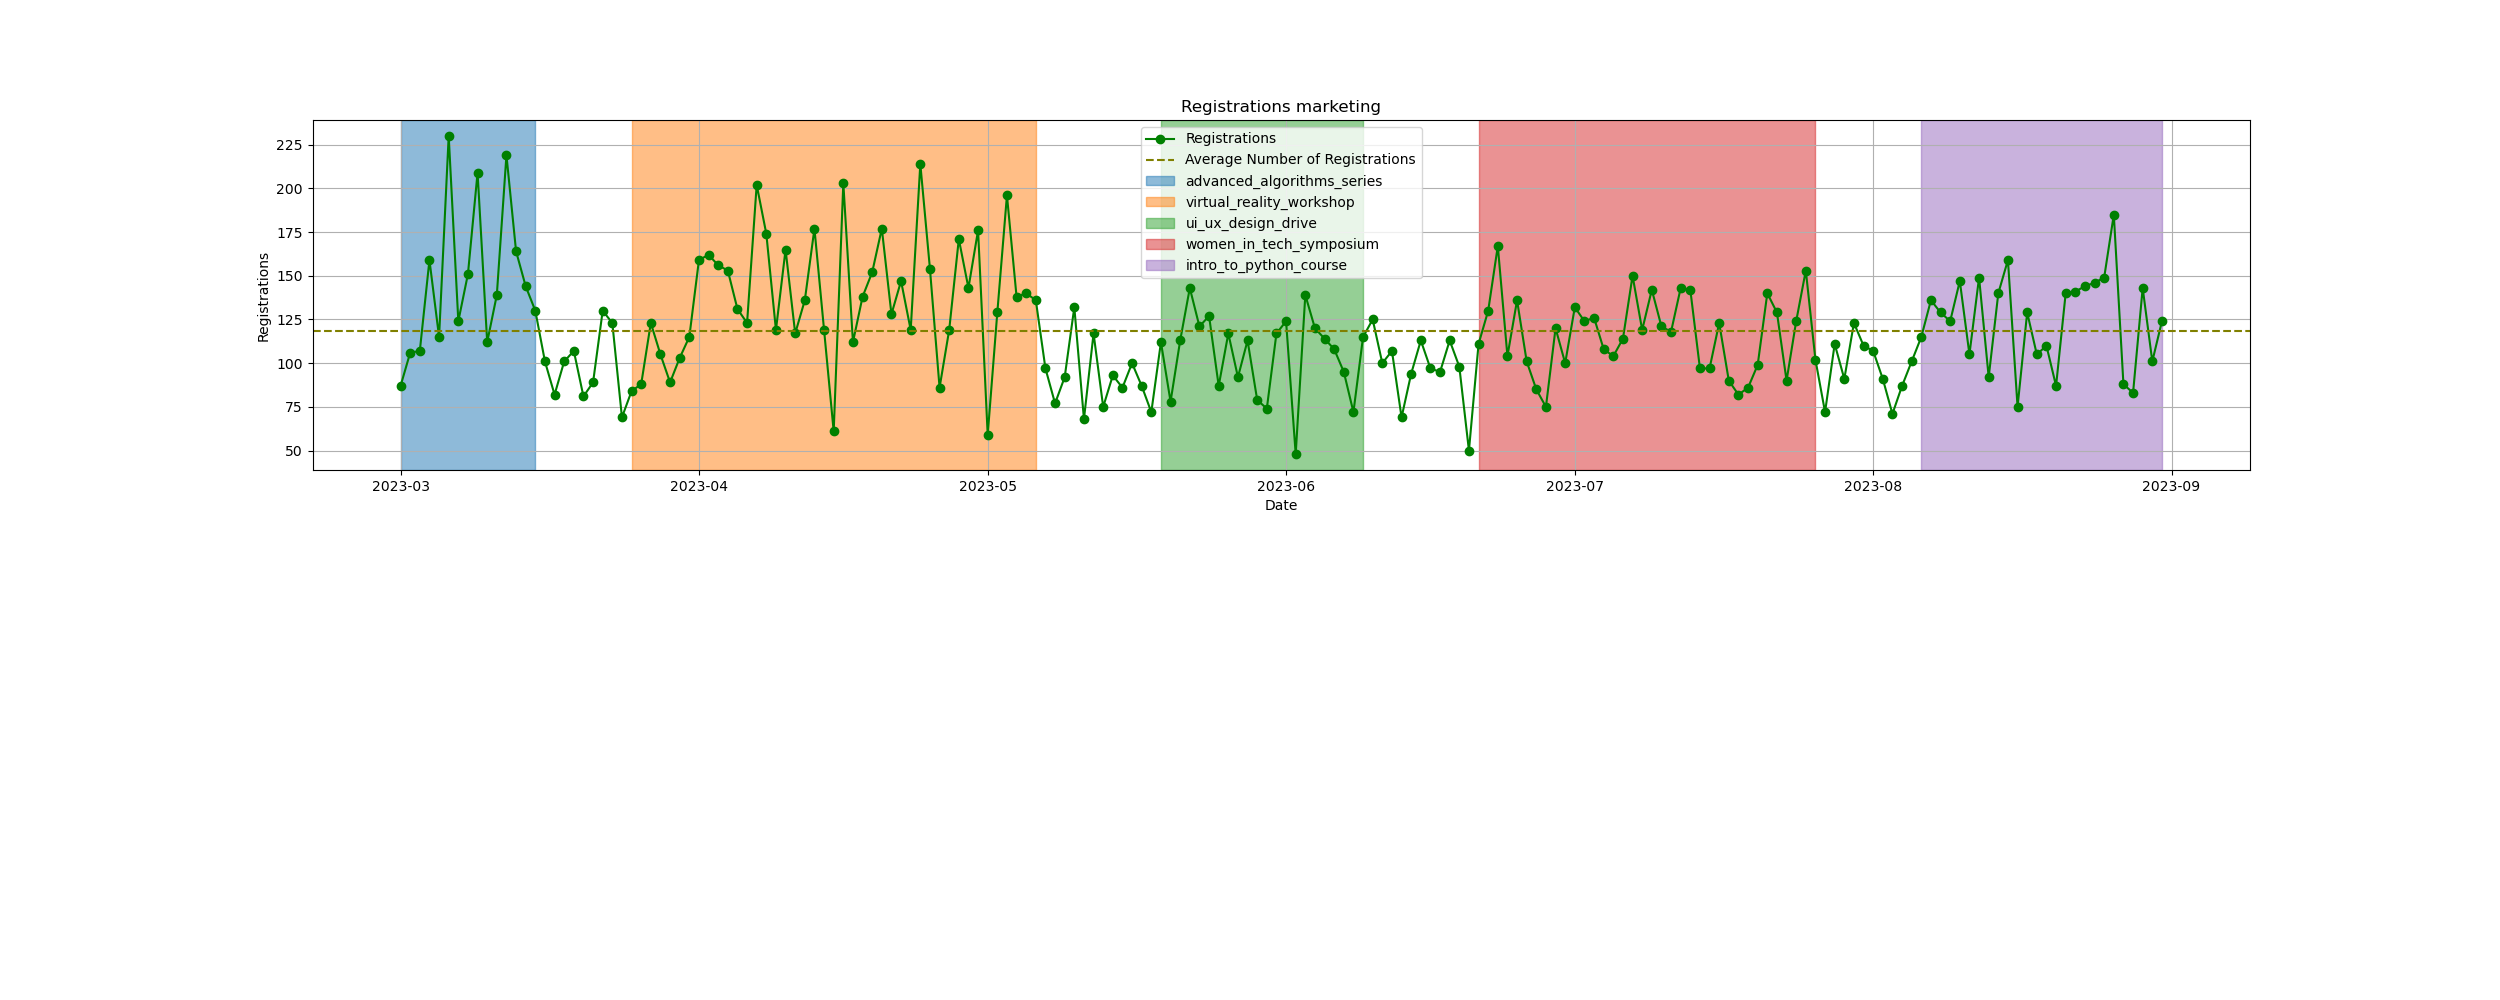 Registrations marketing
225
200
175
150
125
100
75
50
Registrations
Registrations
Average Number of Registrations
advanced_algorithms_series
virtual_reality_workshop
ui_ux_design_drive
women_in_tech_symposium
intro_to_python_course
2023-03 2023-04 2023-05 2023-06 2023-07 2023-08 2023-09
Date